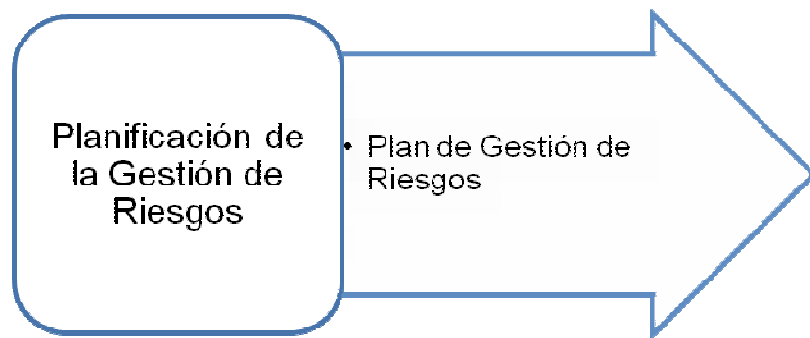 Planificación de
la Gestión de
Riesgos
• Plan de Gestión de
Riesgos